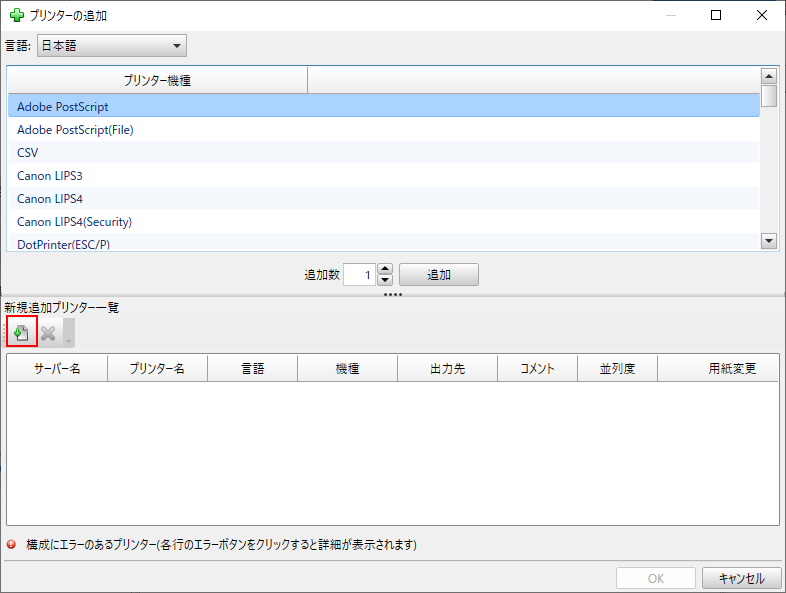 プリンターの追加
言語: 日本語
プリンター機種
Adobe PostScript
Adobe PostScript(File)
CSV
Canon LIPS3
Canon LIPS4
Canon LIPS4(Security)
DotPrinter(ESC/P)
追加数 1 追加
新規追加プリンター一覧
サーバー名 プリンター名 言語 機種 出力先 コメント 並列度 用紙変更
構成にエラーのあるプリンター(各行のエラーボタンをクリックすると詳細が表示されます)
OK キャンセル